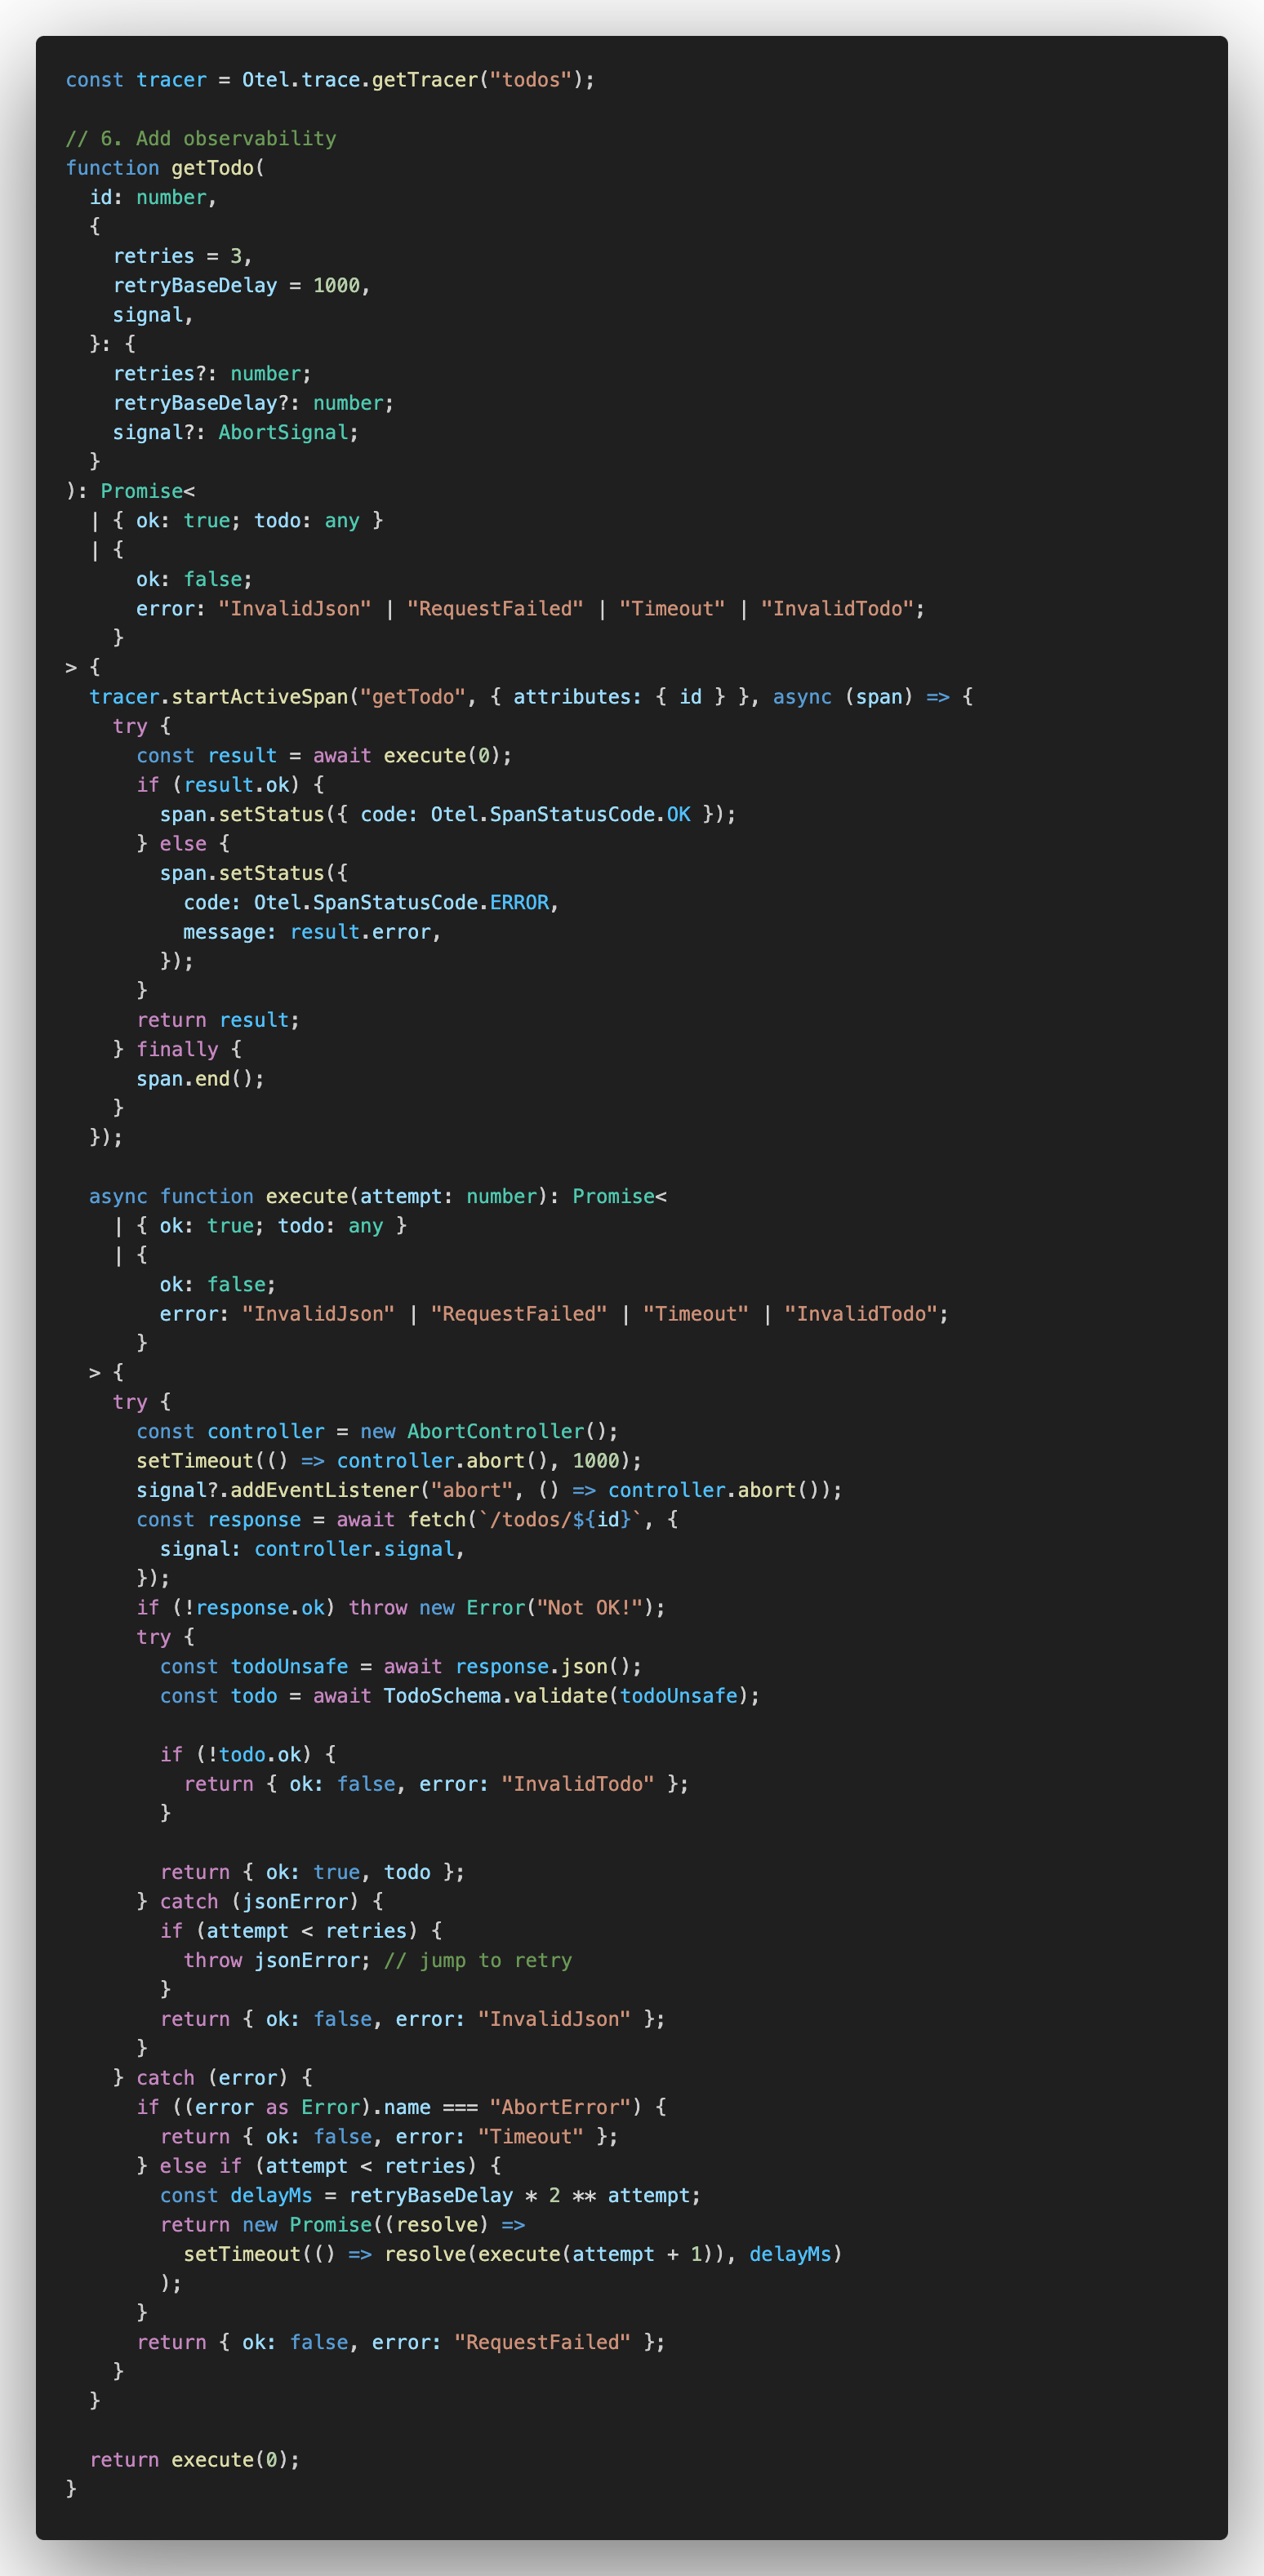 const tracer = Otel.trace.getTracer("todos");

// 6. Add observability
function getTodo(
  id: number,
  {
    retries = 3,
    retryBaseDelay = 1000,
    signal,
  }: {
    retries?: number;
    retryBaseDelay?: number;
    signal?: AbortSignal;
  }
): Promise<
  | { ok: true; todo: any }
  | {
      ok: false;
      error: "InvalidJson" | "RequestFailed" | "Timeout" | "InvalidTodo";
    }
> {
  tracer.startActiveSpan("getTodo", { attributes: { id } }, async (span) => {
    try {
      const result = await execute(0);
      if (result.ok) {
        span.setStatus({ code: Otel.SpanStatusCode.OK });
      } else {
        span.setStatus({
          code: Otel.SpanStatusCode.ERROR,
          message: result.error,
        });
      }
      return result;
    } finally {
      span.end();
    }
  });

  async function execute(attempt: number): Promise<
    | { ok: true; todo: any }
    | {
        ok: false;
        error: "InvalidJson" | "RequestFailed" | "Timeout" | "InvalidTodo";
      }
  > {
    try {
      const controller = new AbortController();
      setTimeout(() => controller.abort(), 1000);
      signal?.addEventListener("abort", () => controller.abort());
      const response = await fetch(`/todos/${id}`, {
        signal: controller.signal,
      });
      if (!response.ok) throw new Error("Not OK!");
      try {
        const todoUnsafe = await response.json();
        const todo = await TodoSchema.validate(todoUnsafe);

        if (!todo.ok) {
          return { ok: false, error: "InvalidTodo" };
        }

        return { ok: true, todo };
      } catch (jsonError) {
        if (attempt < retries) {
          throw jsonError; // jump to retry
        }
        return { ok: false, error: "InvalidJson" };
      }
    } catch (error) {
      if ((error as Error).name === "AbortError") {
        return { ok: false, error: "Timeout" };
      } else if (attempt < retries) {
        const delayMs = retryBaseDelay * 2 ** attempt;
        return new Promise((resolve) =>
          setTimeout(() => resolve(execute(attempt + 1)), delayMs)
        );
      }
      return { ok: false, error: "RequestFailed" };
    }
  }

  return execute(0);
}